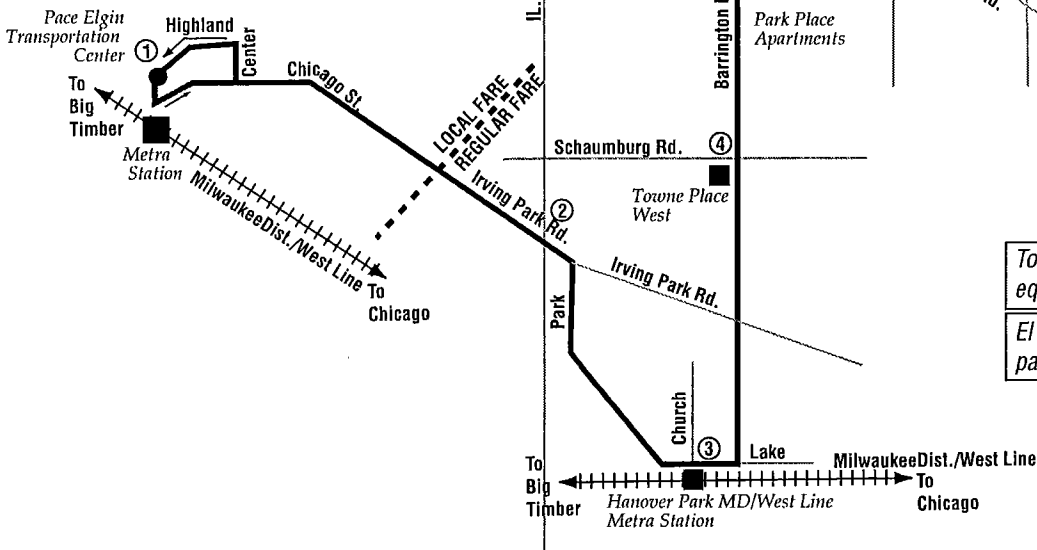 Pace Elgin
Transportation
Center
1
Highland
Center
To
Big
Timber
Metra
Station
Chicago St.
LOCAL FARE
REGULAR FARE
Milwaukee Dist./West Line
To
Chicago
IL.
Barrington
Park Place
Apartments
Schaumburg Rd.
4
Towne Place
West
Irving Park Rd.
2
Irving Park Rd.
Park
Church
3
Lake
To
Big
Timber
Hanover Park MD/West Line
Metra Station
MilwaukeeDist./West Line
To
Chicago
El